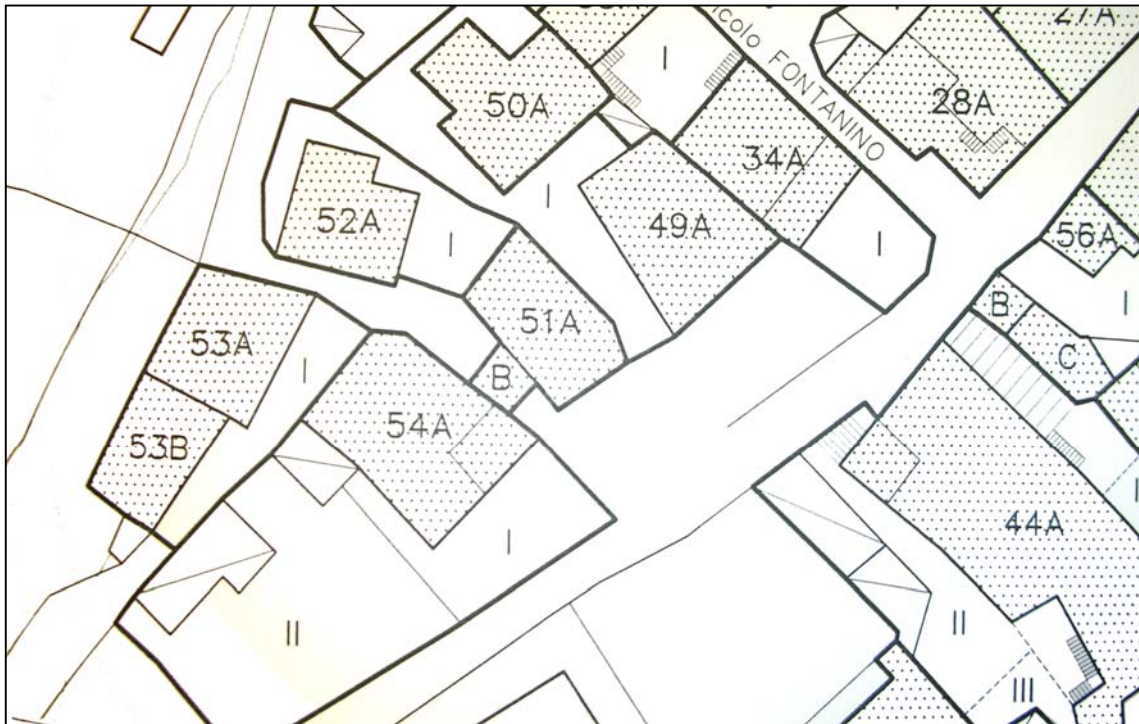 27A
I
50A
I
28A
icolo FONTANINO
34A
52A
I
49A
I
56A
I
I
B
51A
53A
I
B
C
54A
53B
I
44A
I
II
II
III